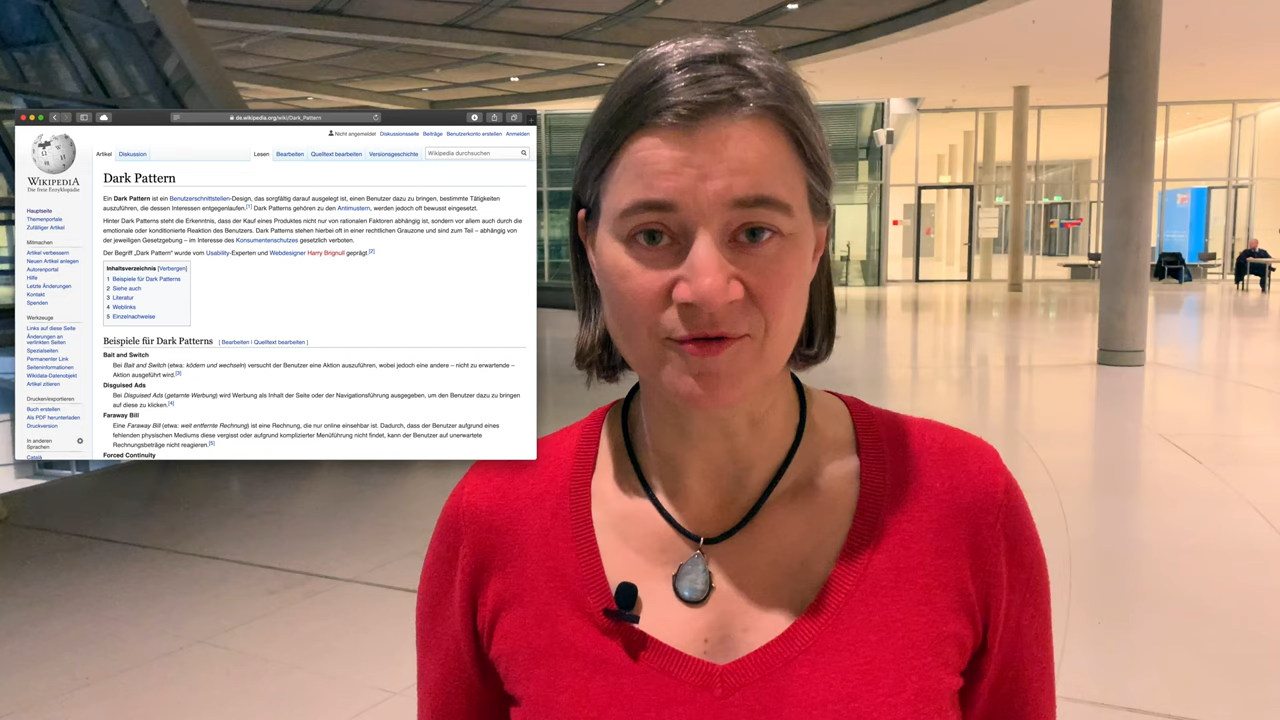 de.wikipedia.org/wiki/Dark_Pattern
Nicht angemeldet Diskussionsseite Beiträge Benutzerkonto erstellen Anmelden
Artikel Diskussion Lesen Bearbeiten Quelltext bearbeiten Versionsgeschichte Wikipedia durchsuchen
WIKIPEDIA
Die freie Enzyklopädie
Hauptseite
Themenportale
Zufälliger Artikel
Mitmachen
Artikel verbessern
Neuen Artikel anlegen
Autorenportal
Hilfe
Letzte Änderungen
Kontakt
Spenden
Werkzeuge
Links auf diese Seite
Änderungen an
verlinkten Seiten
Spezialseiten
Permanenter Link
Seiteninformationen
Wikidata-Datenobjekt
Artikel zitieren
Drucken/exportieren
Buch erstellen
Als PDF herunterladen
Druckversion
In anderen
Sprachen
Català
Dark Pattern
Ein Dark Pattern ist ein Benutzerschnittstellen-Design, das sorgfältig darauf ausgelegt ist, einen Benutzer dazu zu bringen, bestimmte Tätigkeiten
auszuführen, die dessen Interessen entgegenlaufen.[1] Dark Patterns gehören zu den Antimustern, werden jedoch oft bewusst eingesetzt.
Hinter Dark Patterns steht die Erkenntnis, dass der Kauf eines Produktes nicht nur von rationalen Faktoren abhängig ist, sondern vor allem auch durch die
emotionale oder konditionierte Reaktion des Benutzers. Dark Patterns stehen hierbei oft in einer rechtlichen Grauzone und sind zum Teil – abhängig von
der jeweiligen Gesetzgebung – im Interesse des Konsumentenschutzes gesetzlich verboten.
Der Begriff „Dark Pattern" wurde vom Usability-Experten und Webdesigner Harry Brignull geprägt.[2]
Inhaltsverzeichnis [Verbergen]
1 Beispiele für Dark Patterns
2 Siehe auch
3 Literatur
4 Weblinks
5 Einzelnachweise
Beispiele für Dark Patterns [ Bearbeiten | Quelltext bearbeiten ]
Bait and Switch
Bei Bait and Switch (etwa: ködern und wechseln) versucht der Benutzer eine Aktion auszuführen, wobei jedoch eine andere – nicht zu erwartende –
Aktion ausgeführt wird.[3]
Disguised Ads
Bei Disguised Ads (getarnte Werbung) wird Werbung als Inhalt der Seite oder der Navigationsführung ausgegeben, um den Benutzer dazu zu bringen
auf diese zu klicken.[4]
Faraway Bill
Eine Faraway Bill (etwa: weit entfernte Rechnung) ist eine Rechnung, die nur online einsehbar ist. Dadurch, dass der Benutzer aufgrund eines
fehlenden physischen Mediums diese vergisst oder aufgrund komplizierter Menüführung nicht findet, kann der Benutzer auf unerwartete
Rechnungsbeträge nicht reagieren.[5]
Forced Continuity